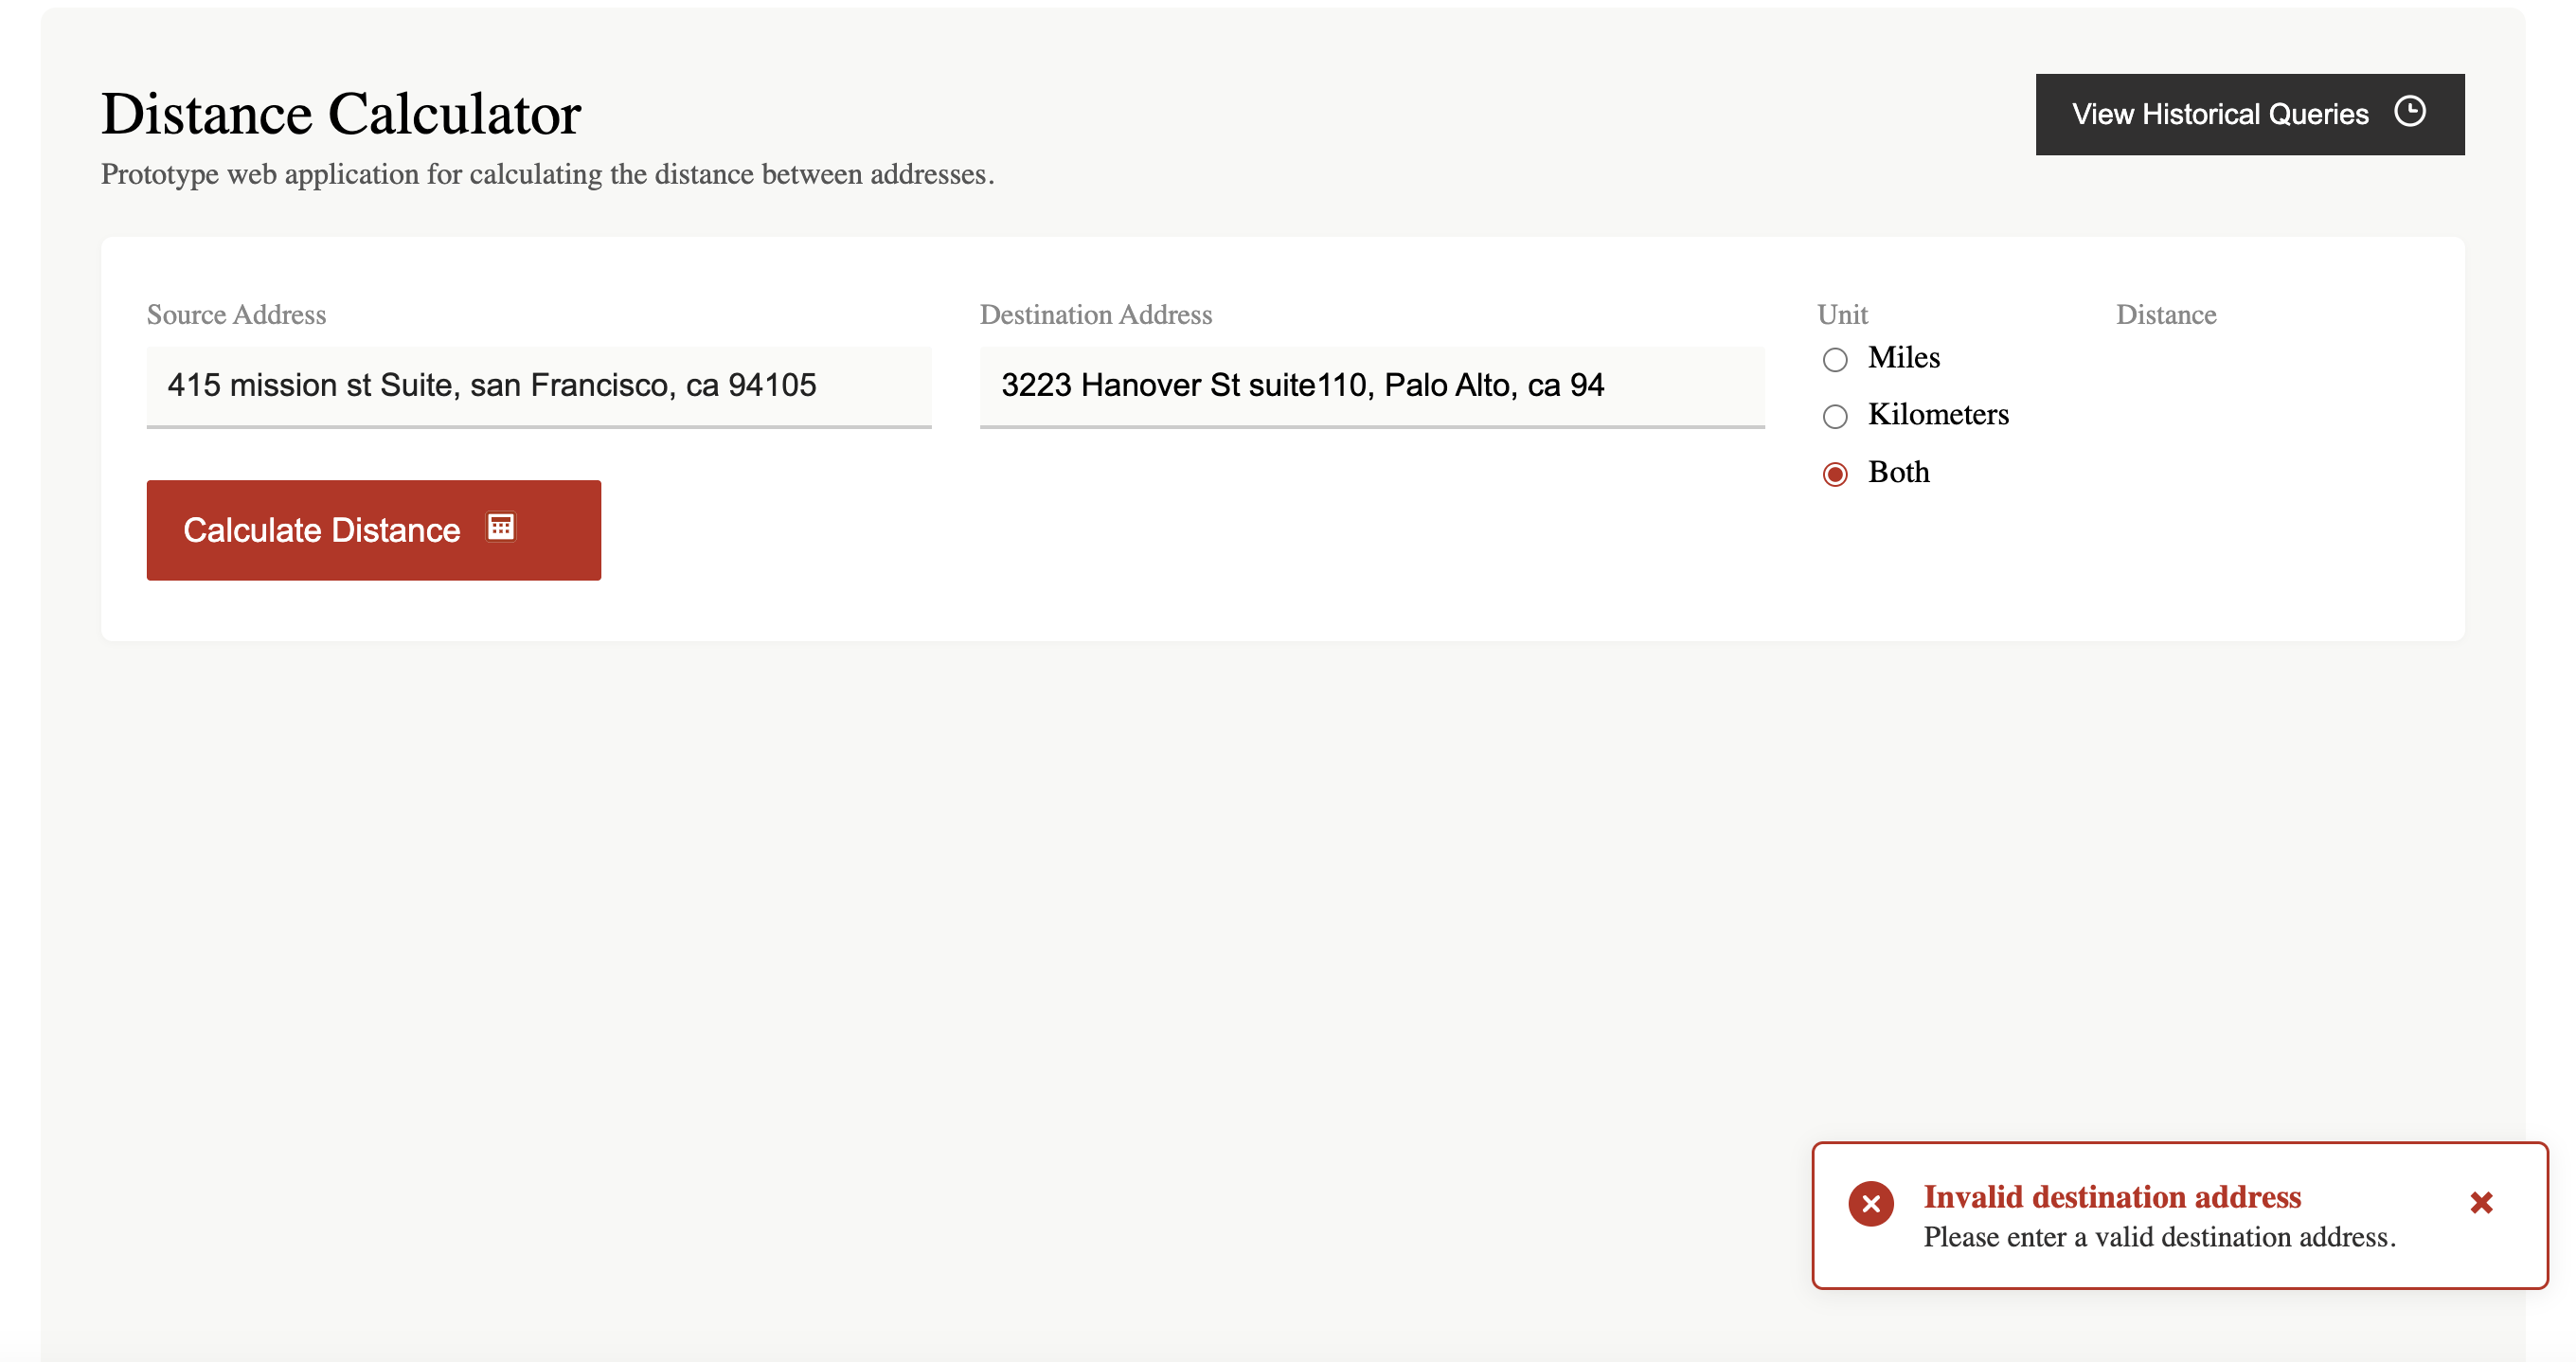 Distance Calculator
View Historical Queries
Prototype web application for calculating the distance between addresses.
Source Address
Destination Address
Unit
Distance
415 mission st Suite, san Francisco, ca 94105
3223 Hanover St suite110, Palo Alto, ca 94
Miles
Kilometers
Both
Calculate Distance
Invalid destination address
Please enter a valid destination address.